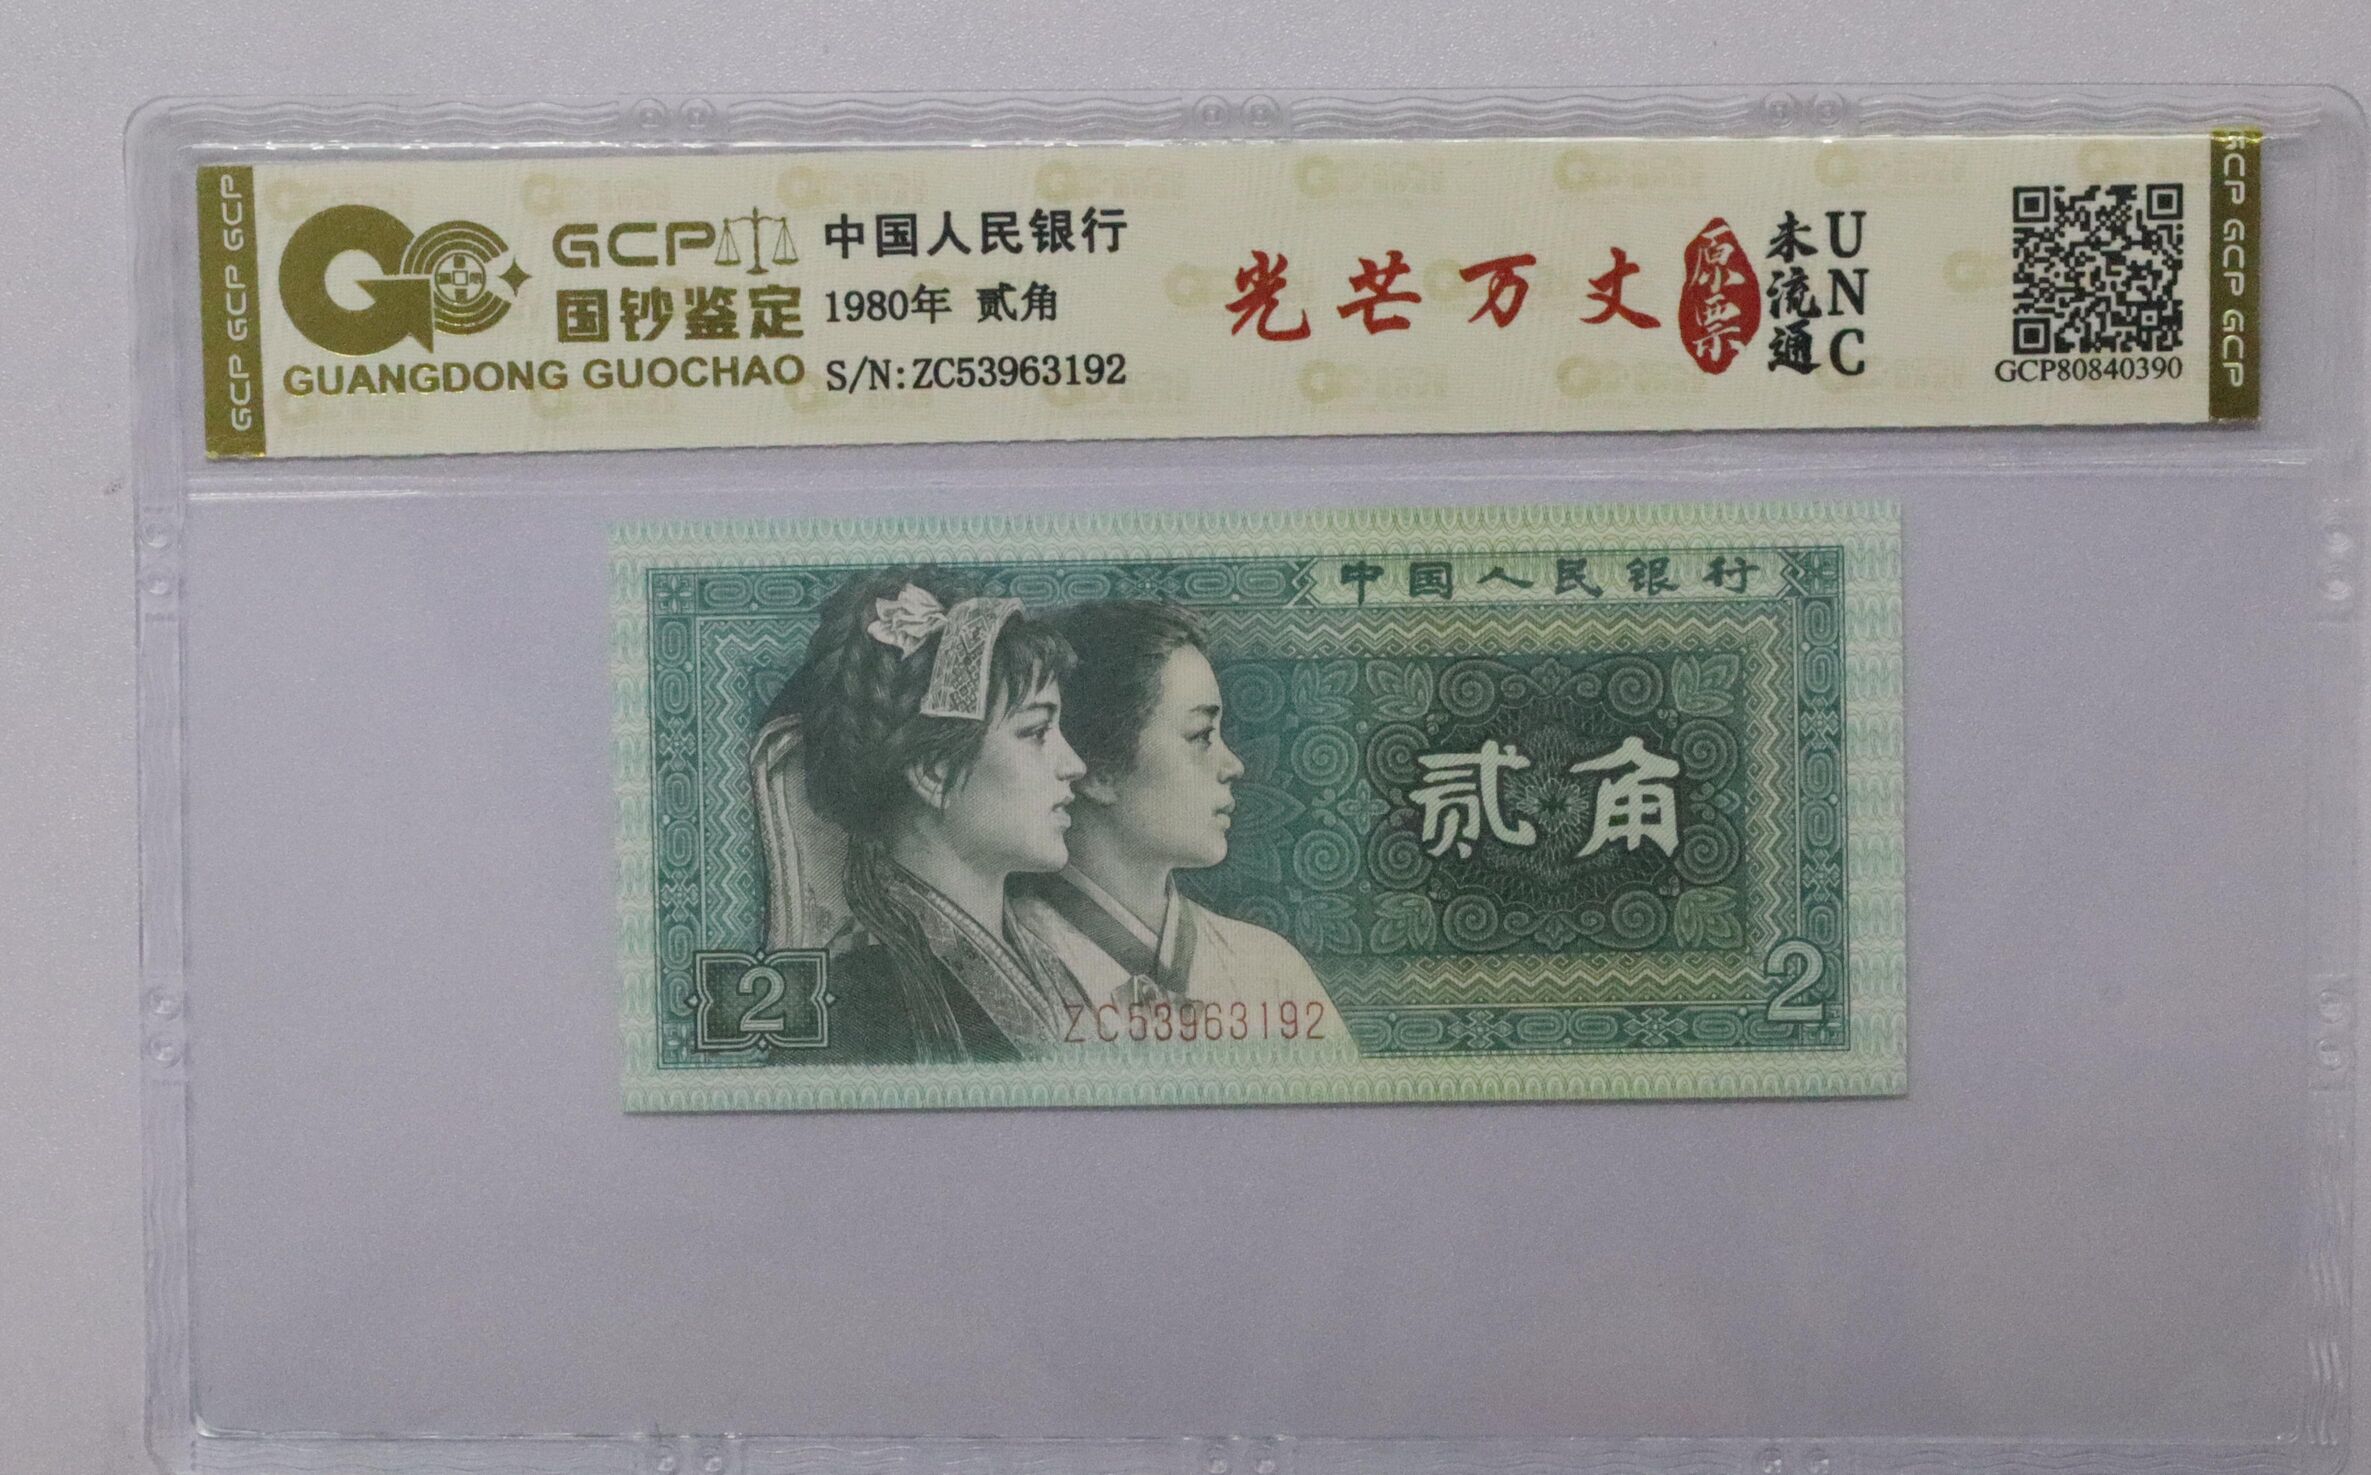 GCP GCP GCP
GCP
国钞鉴定
GUANGDONG GUOCHAO
中国人民银行
1980年 贰角
S/N:ZC53963192
光芒万丈
原票
未流通
UNC
GCP80840390
GCP GCP GCP
中国人民银行
贰角
2
2
ZC53963192